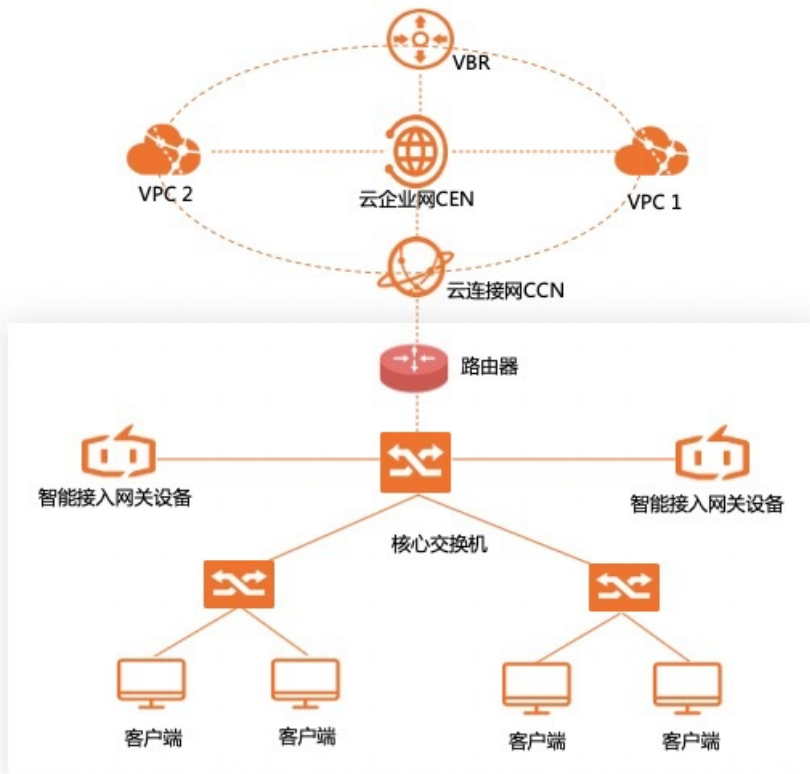 VBR
VPC 2
云企业网CEN
VPC 1
云连接网CCN
路由器
智能接入网关设备
智能接入网关设备
核心交换机
客户端
客户端
客户端
客户端